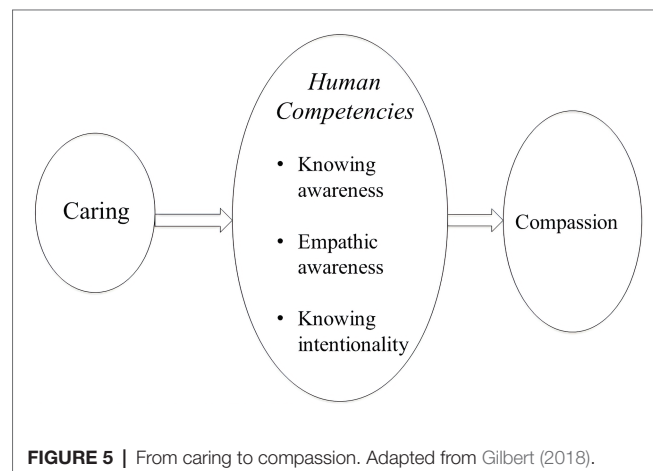 Human
Competencies
• Knowing
awareness
Caring
• Empathic
awareness
Compassion
• Knowing
intentionality
FIGURE 5 | From caring to compassion. Adapted from Gilbert (2018).